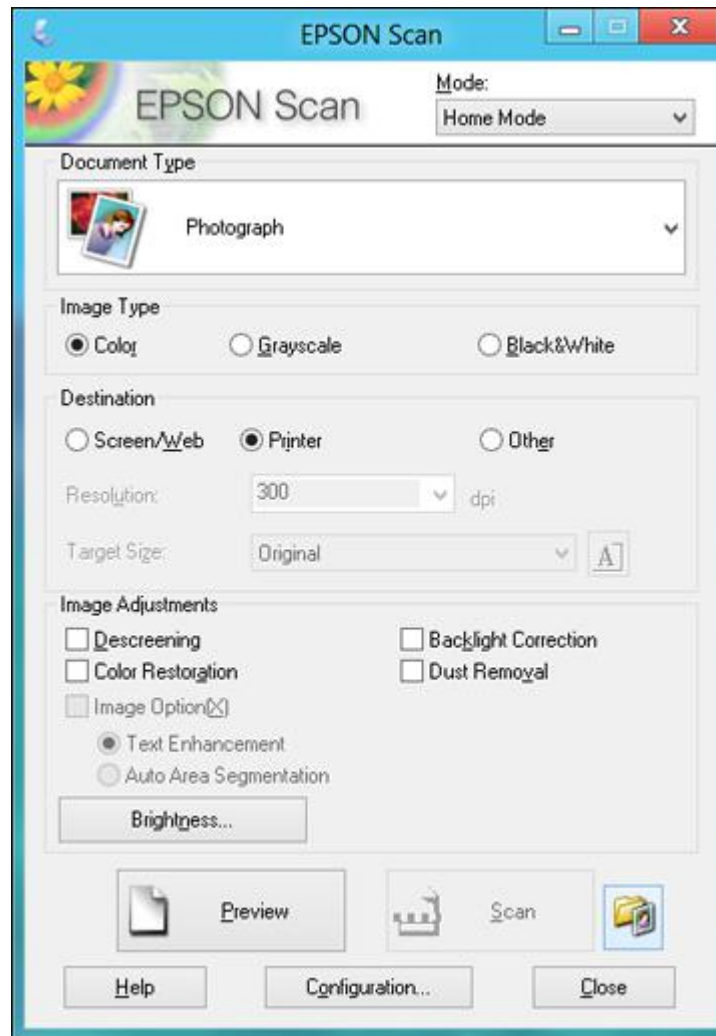 EPSON Scan
EPSON Scan
Mode:
Home Mode
Document Type
Photograph
Image Type
Color Grayscale Black&White
Destination
Screen/Web Printer Other
Resolution: 300 dpi
Target Size: Original A
Image Adjustments
Descreening Backlight Correction
Color Restoration Dust Removal
Image Option(X)
Text Enhancement
Auto Area Segmentation
Brightness...
Preview Scan
Help Configuration... Close